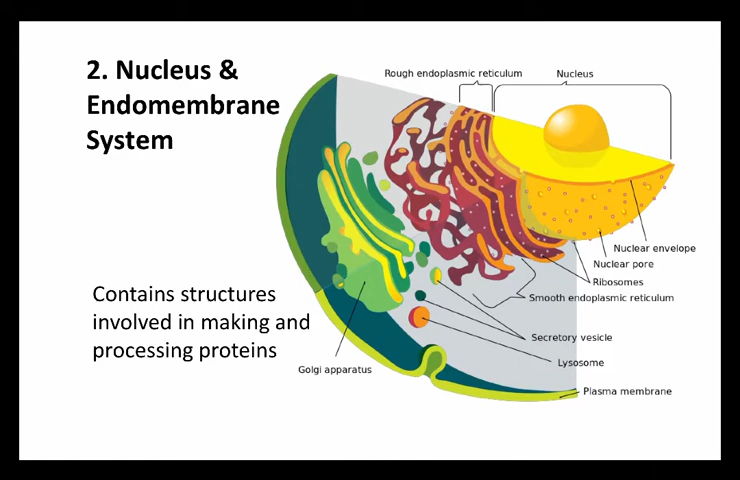 2. Nucleus &
Endomembrane
System
Contains structures
involved in making and
processing proteins
Rough endoplasmic reticulum
Nucleus
Nuclear envelope
Nuclear pore
Ribosomes
Smooth endoplasmic reticulum
Secretory vesicle
Lysosome
Golgi apparatus
Plasma membrane